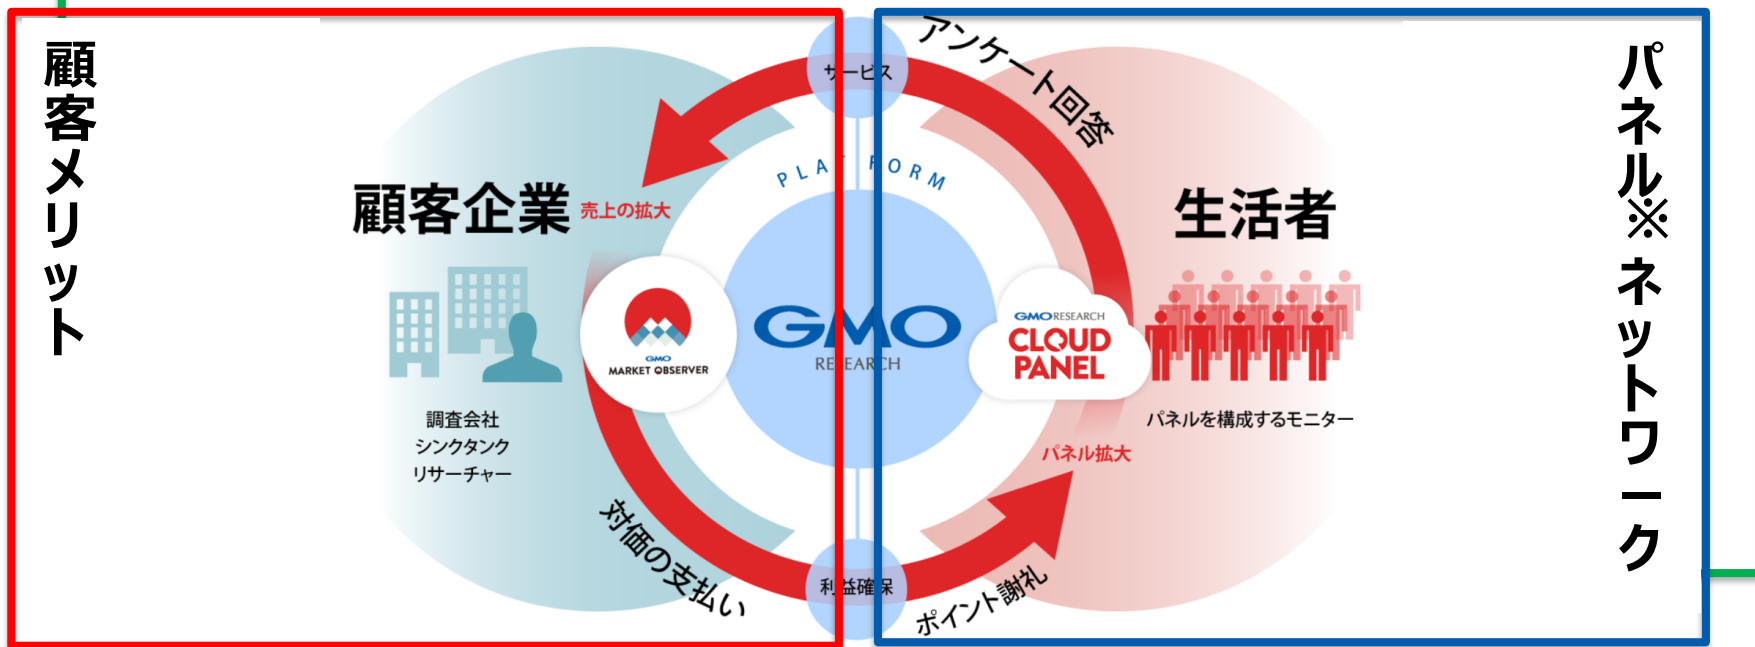 顧客メリット
顧客企業
売上の拡大
GMO
MARKET OBSERVER
調査会社
シンクタンク
リサーチャー
対価の支払い
サービス
PLATFORM
GMO
RESEARCH
利益確保
アンケート回答
生活者
GMO RESEARCH
CLOUD
PANEL
パネルを構成するモニター
パネル拡大
ポイント謝礼
パネル※ネットワーク